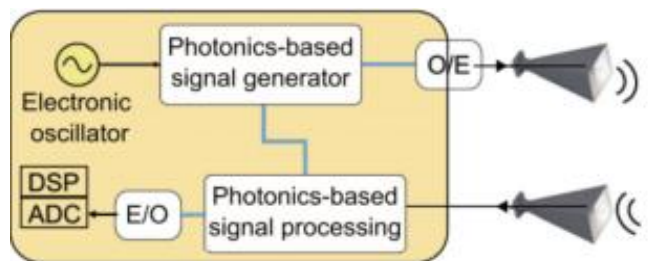 Photonics-based
signal generator
O/E
Electronic
oscillator
DSP
ADC
E/O
Photonics-based
signal processing